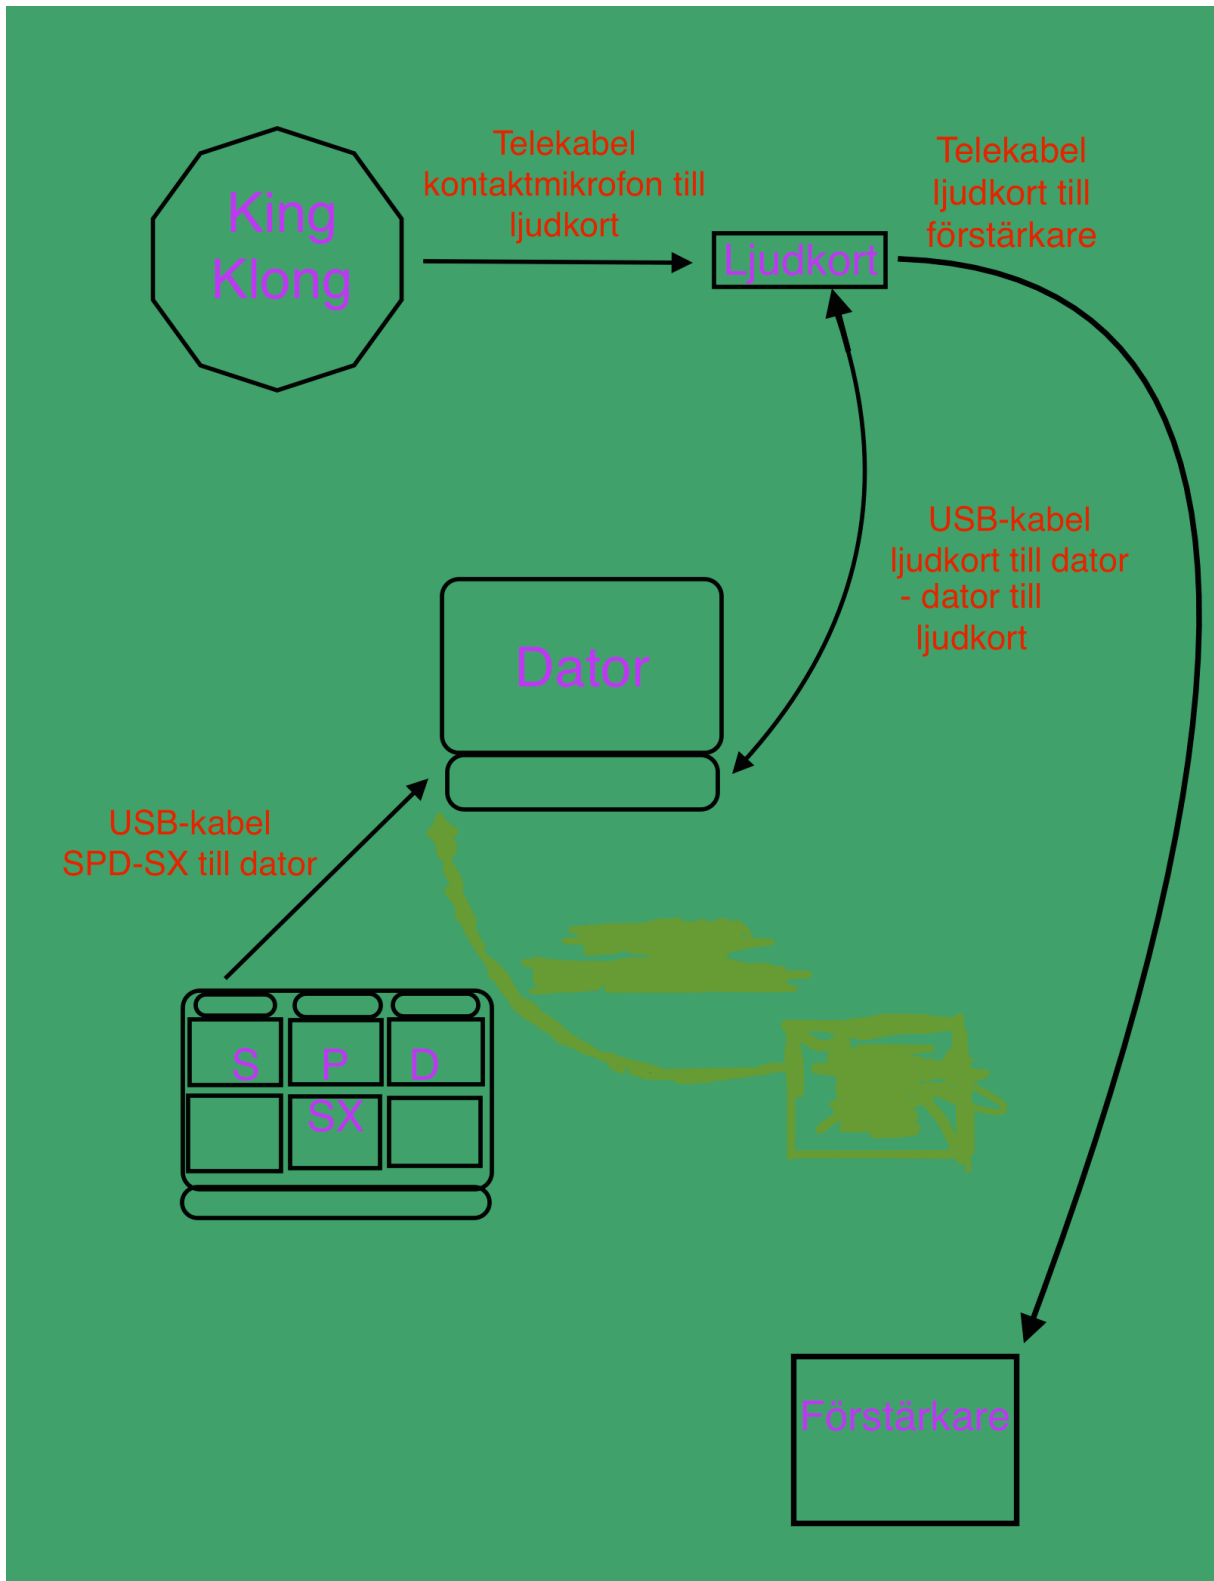 King
Klong
Telekabel
kontaktmikrofon till
ljudkort
Ljudkort
Telekabel
ljudkort till
förstärkare
USB-kabel
ljudkort till dator
- dator till
ljudkort
Dator
USB-kabel
SPD-SX till dator
S P D
SX
Förstärkare